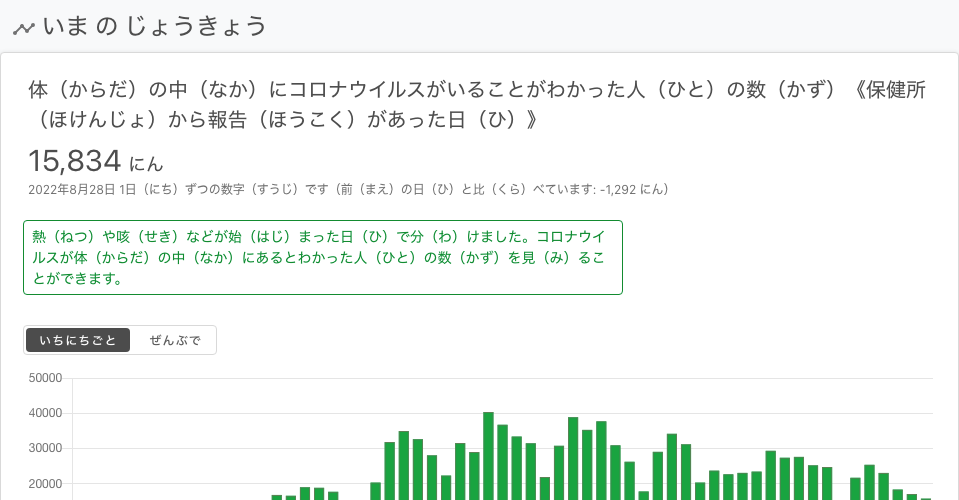 いま の じょうきょう
体（からだ）の中（なか）にコロナウイルスがいることがわかった人（ひと）の数（かず）《保健所
（ほけんじょ）から報告（ほうこく）があった日（ひ）》
15,834 にん
2022年8月28日 1日（にち）ずつの数字（すうじ）です（前（まえ）の日（ひ）と比（くら）べています: -1,292 にん）
熱（ねつ）や咳（せき）などが始（はじ）まった日（ひ）で分（わ）けました。コロナウイ
ルスが体（からだ）の中（なか）にあるとわかった人（ひと）の数（かず）を見（み）るこ
とができます。
いちにちごと ぜんぶで
50000
40000
30000
20000